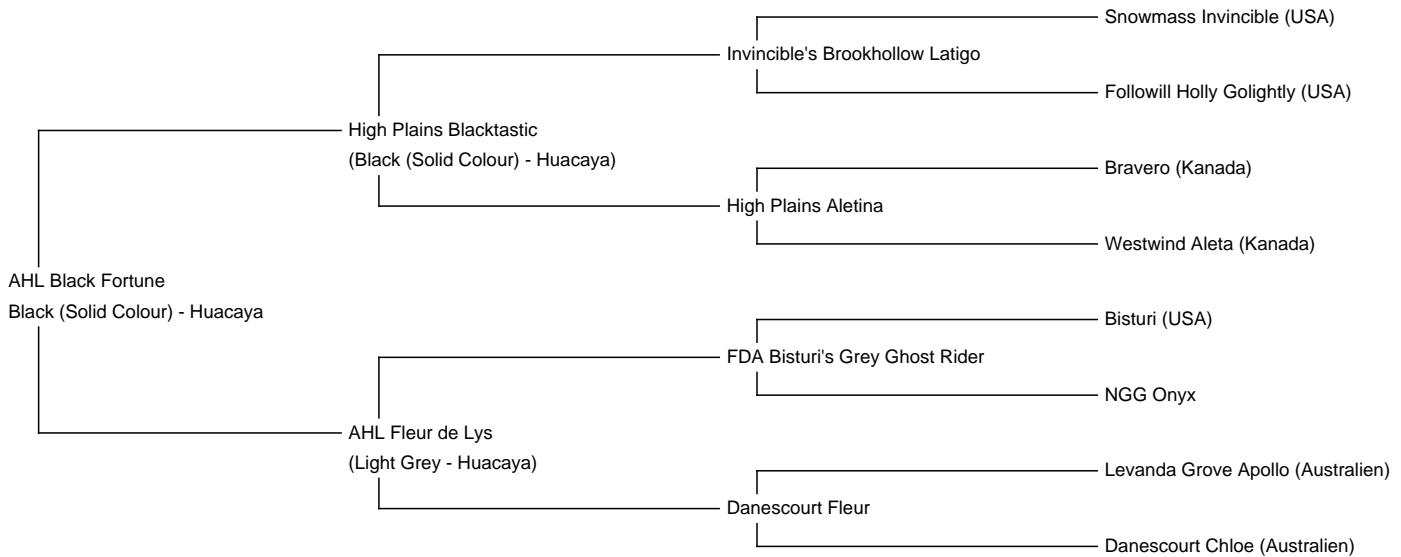 Snowmass Invincible (USA)
Invincible's Brookhollow Latigo
Followill Holly Golightly (USA)
High Plains Blacktastic
(Black (Solid Colour) - Huacaya)
Bravero (Kanada)
High Plains Aletina
Westwind Aleta (Kanada)
AHL Black Fortune
Black (Solid Colour) - Huacaya
Bisturi (USA)
FDA Bisturi's Grey Ghost Rider
NGG Onyx
AHL Fleur de Lys
(Light Grey - Huacaya)
Levanda Grove Apollo (Australien)
Danescourt Fleur
Danescourt Chloe (Australien)